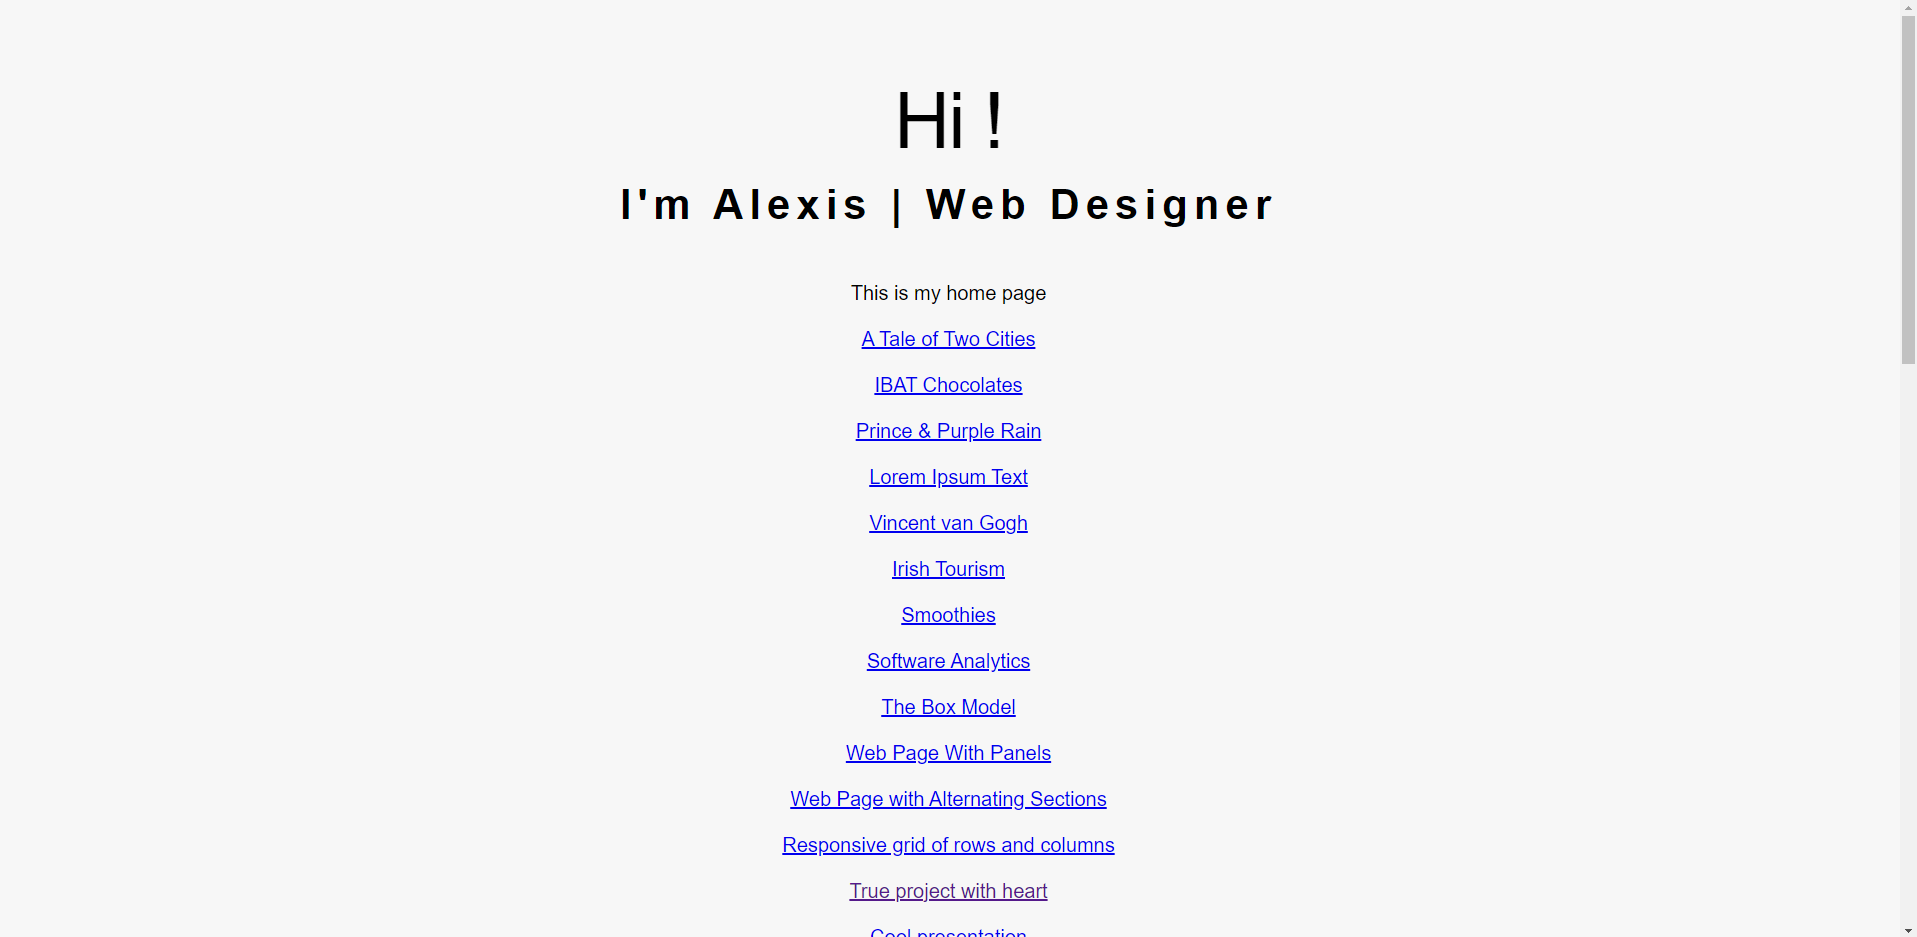 Hi !
I'm Alexis | Web Designer
This is my home page
A Tale of Two Cities
IBAT Chocolates
Prince & Purple Rain
Lorem Ipsum Text
Vincent van Gogh
Irish Tourism
Smoothies
Software Analytics
The Box Model
Web Page With Panels
Web Page with Alternating Sections
Responsive grid of rows and columns
True project with heart
Cool presentation